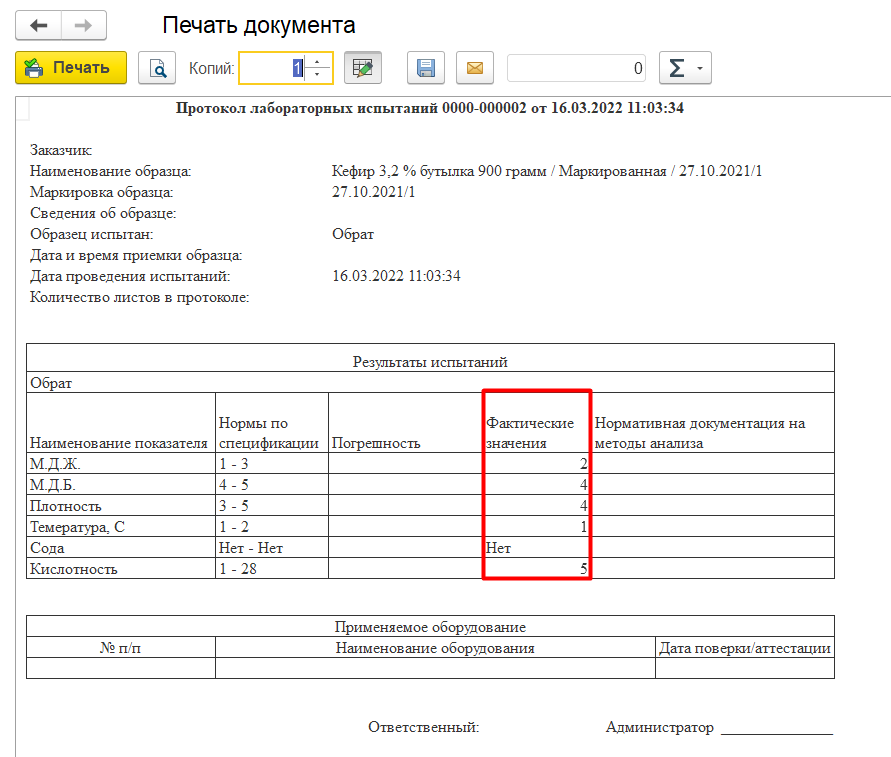 Печать документа
Печать Копий: 1 0 Σ
Протокол лабораторных испытаний 0000-000002 от 16.03.2022 11:03:34
Заказчик:
Наименование образца: Кефир 3,2 % бутылка 900 грамм / Маркированная / 27.10.2021/1
Маркировка образца: 27.10.2021/1
Сведения об образце:
Образец испытан: Обрат
Дата и время приемки образца:
Дата проведения испытаний: 16.03.2022 11:03:34
Количество листов в протоколе:
Результаты испытаний
Обрат
Наименование показателя Нормы по спецификации Погрешность Фактические значения Нормативная документация на методы анализа
М.Д.Ж. 1 - 3 2
М.Д.Б. 4 - 5 4
Плотность 3 - 5 4
Темература, С 1 - 2 1
Сода Нет - Нет Нет
Кислотность 1 - 28 5
Применяемое оборудование
№ п/п Наименование оборудования Дата поверки/аттестации
Ответственный: Администратор